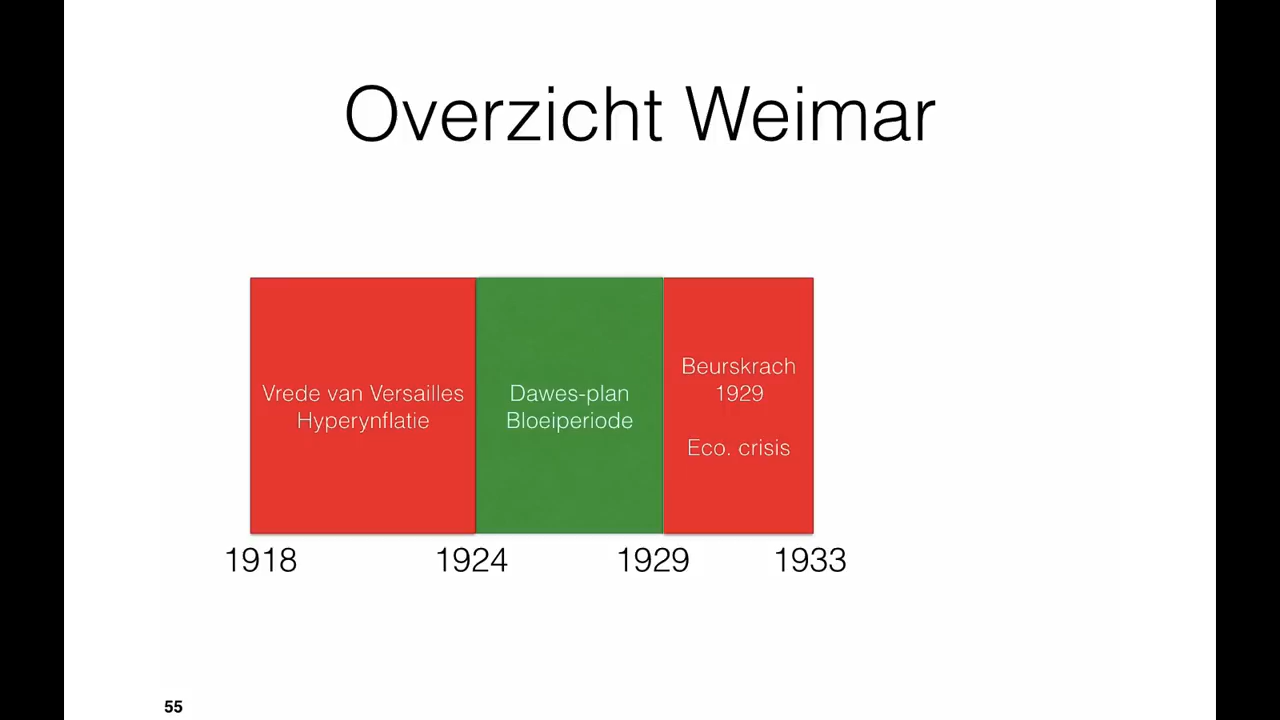 Overzicht Weimar
Vrede van Versailles
Hyperynflatie
Dawes-plan
Bloeiperiode
Beurskrach
1929
Eco. crisis
1918
1924
1929
1933
55